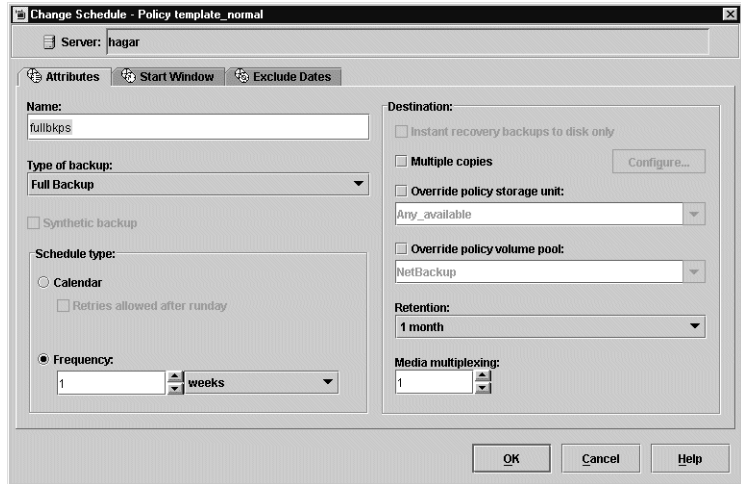 Change Schedule - Policy template_normal
Server: hagar
Attributes
Start Window
Exclude Dates
Name:
fullbkps
Type of backup:
Full Backup
Synthetic backup
Schedule type:
Calendar
Retries allowed after runday
Frequency:
1 weeks
Destination:
Instant recovery backups to disk only
Multiple copies Configure...
Override policy storage unit:
Any_available
Override policy volume pool:
NetBackup
Retention:
1 month
Media multiplexing:
1
OK Cancel Help